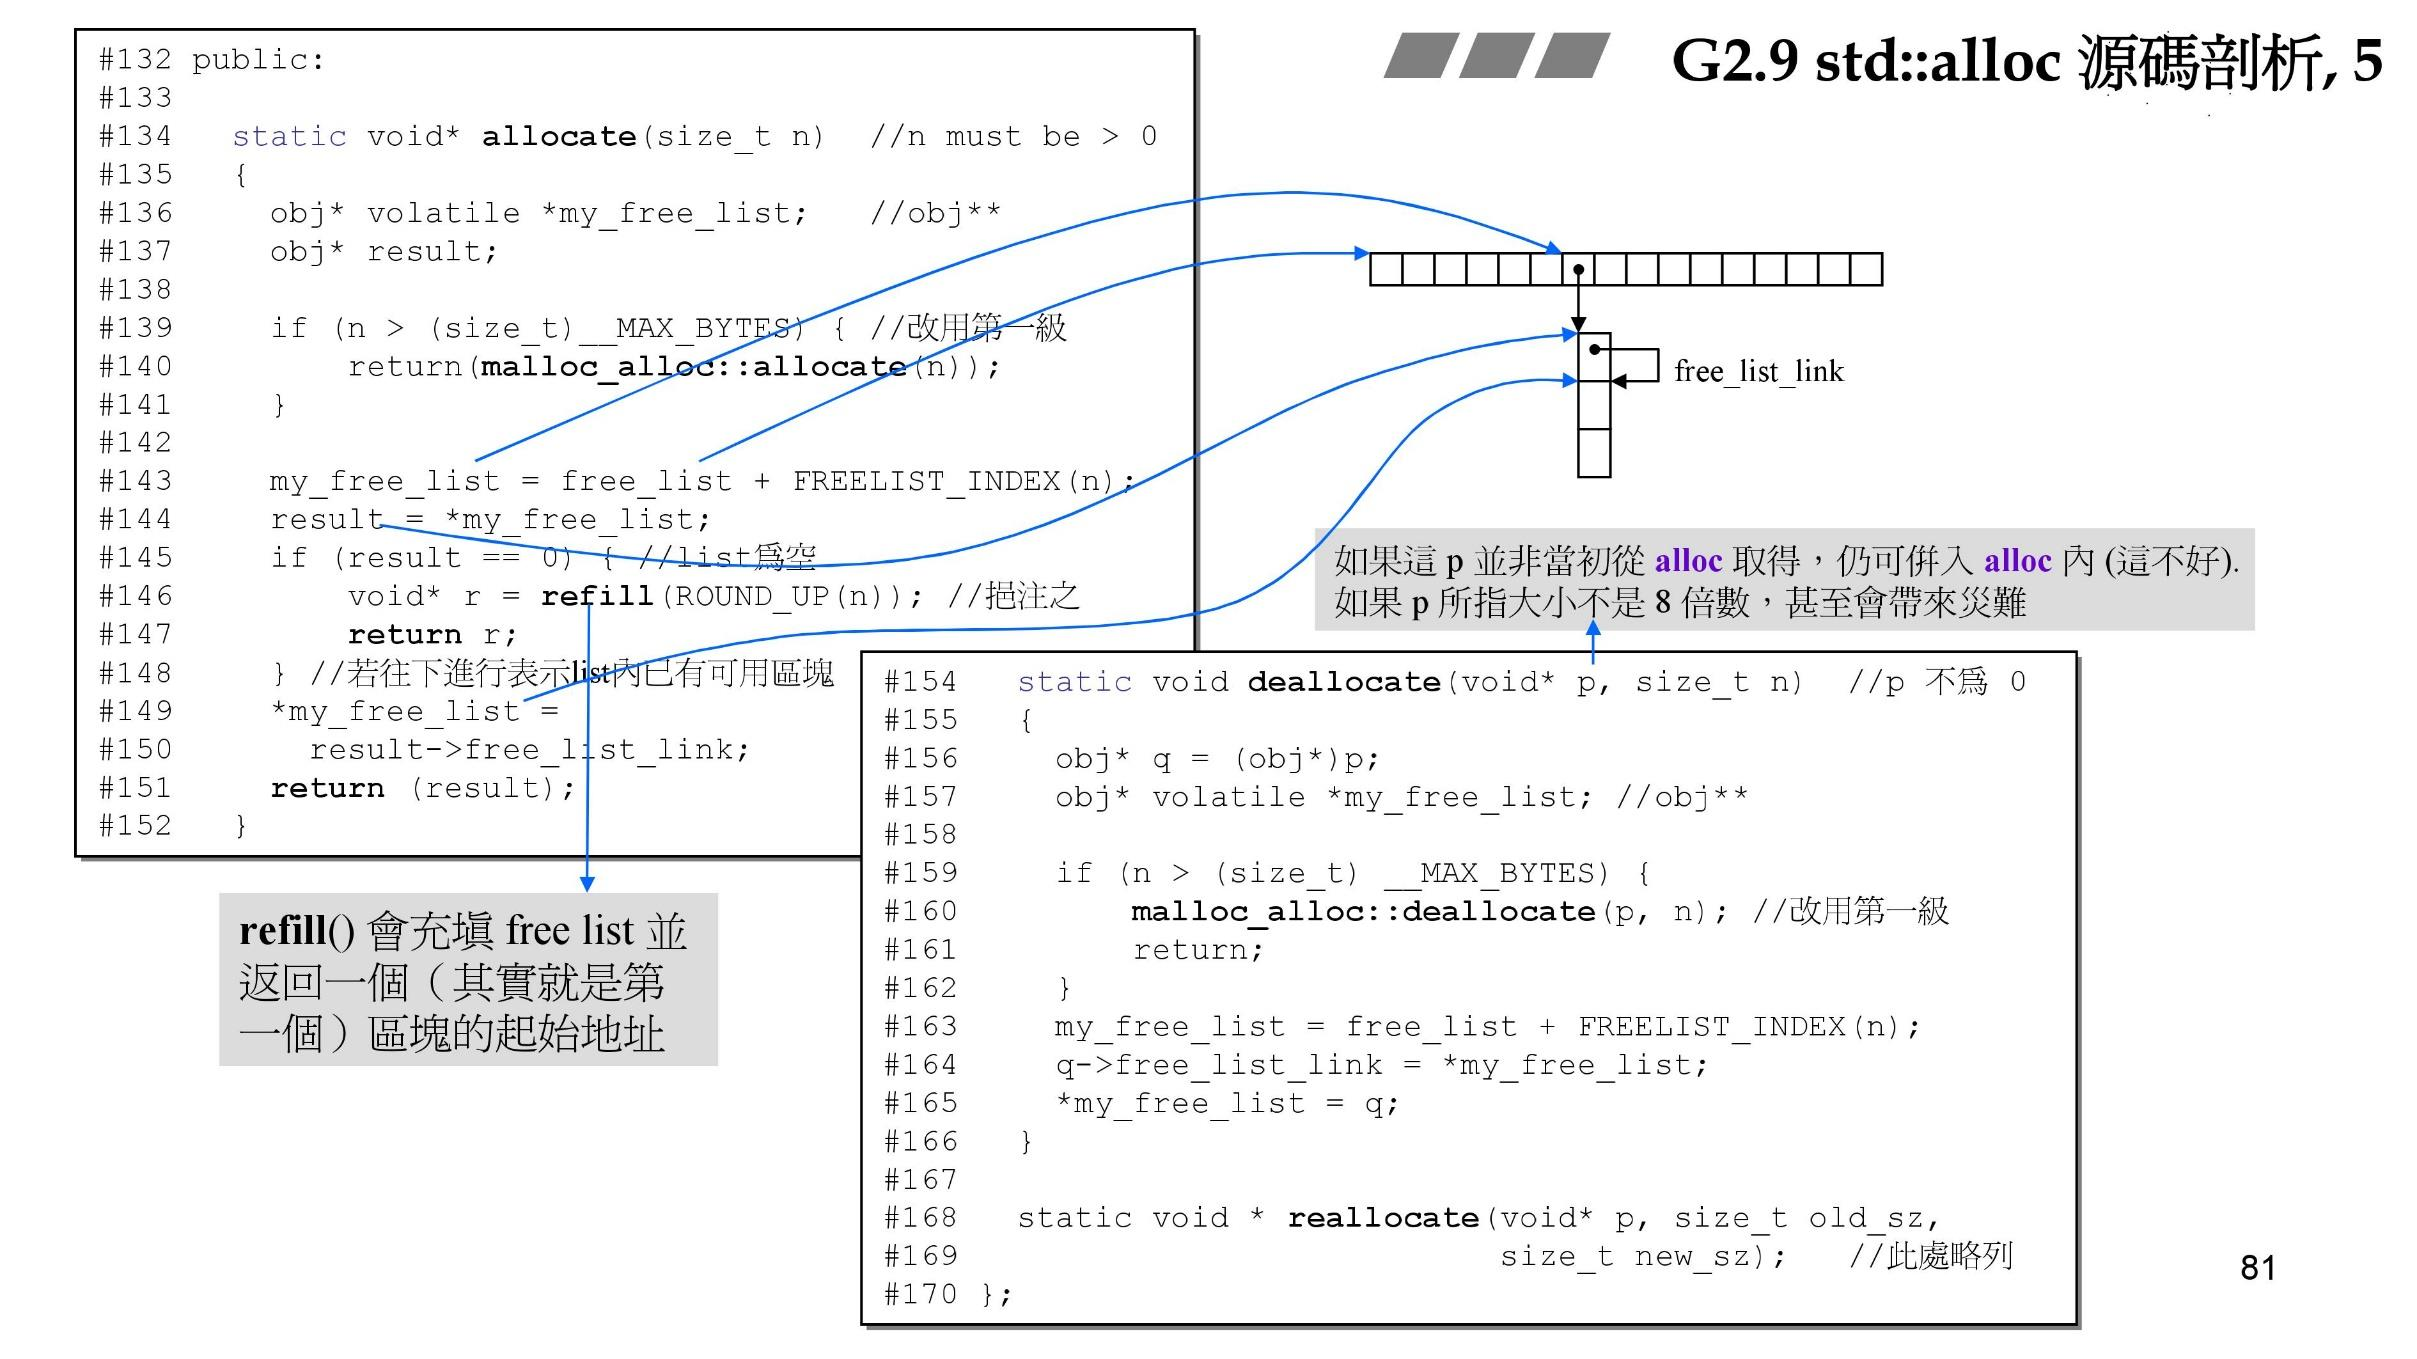 G2.9 std::alloc 源碼剖析, 5
#132 public:
#133
#134 static void* allocate(size_t n) //n must be > 0
#135 {
#136 obj* volatile *my_free_list; //obj**
#137 obj* result;
#138
#139 if (n > (size_t)__MAX_BYTES) { //改用第一級
#140 return(malloc_alloc::allocate(n));
#141 }
#142
#143 my_free_list = free_list + FREELIST_INDEX(n);
#144 result = *my_free_list;
#145 if (result == 0) { //list爲空
#146 void* r = refill(ROUND_UP(n)); //挹注之
#147 return r;
#148 } //若往下進行表示list內已有可用區塊
#149 *my_free_list =
#150 result->free_list_link;
#151 return (result);
#152 }
free_list_link
如果這 p 並非當初從 alloc 取得，仍可併入 alloc 內 (這不好).
如果 p 所指大小不是 8 倍數，甚至會帶來災難
refill() 會充塡 free list 並
返回一個（其實就是第
一個）區塊的起始地址
#154 static void deallocate(void* p, size_t n) //p 不爲 0
#155 {
#156 obj* q = (obj*)p;
#157 obj* volatile *my_free_list; //obj**
#158
#159 if (n > (size_t) __MAX_BYTES) {
#160 malloc_alloc::deallocate(p, n); //改用第一級
#161 return;
#162 }
#163 my_free_list = free_list + FREELIST_INDEX(n);
#164 q->free_list_link = *my_free_list;
#165 *my_free_list = q;
#166 }
#167
#168 static void * reallocate(void* p, size_t old_sz,
#169 size_t new_sz); //此處略列
#170 };
81